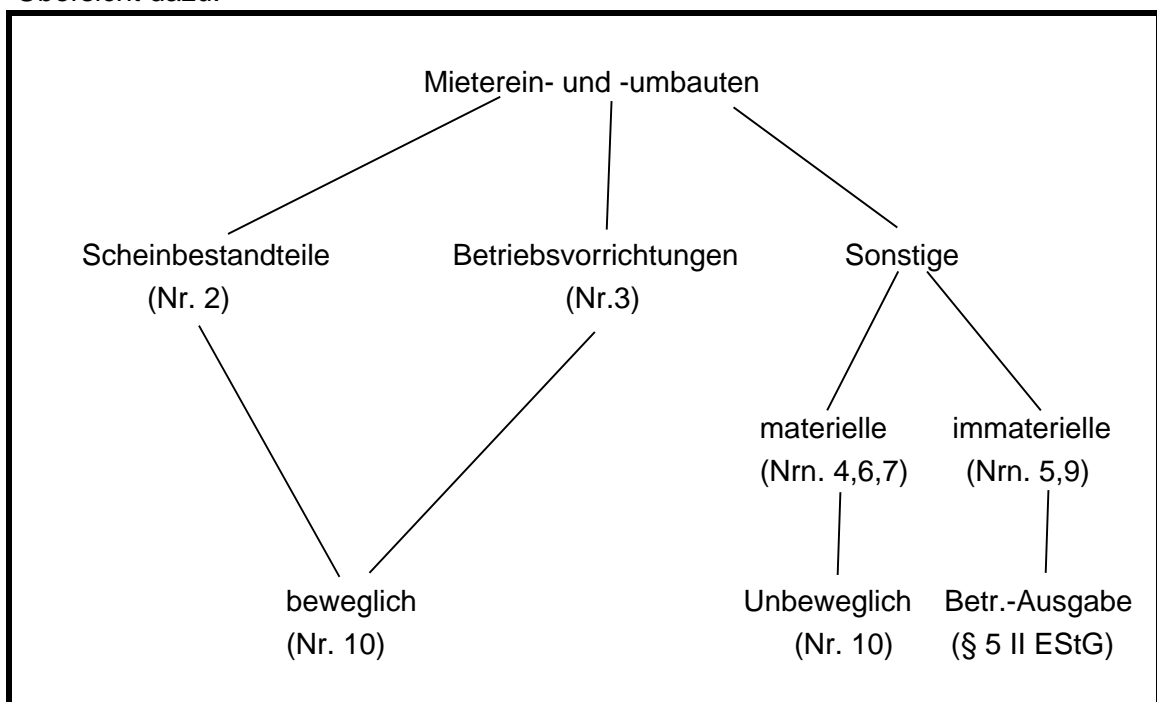 Übersicht dazu:
Mieterein- und -umbauten
Scheinbestandteile Betriebsvorrichtungen Sonstige
(Nr. 2) (Nr.3)
materielle immaterielle
(Nrn. 4,6,7) (Nrn. 5,9)
beweglich Unbeweglich Betr.-Ausgabe
(Nr. 10) (Nr. 10) (§ 5 II EStG)